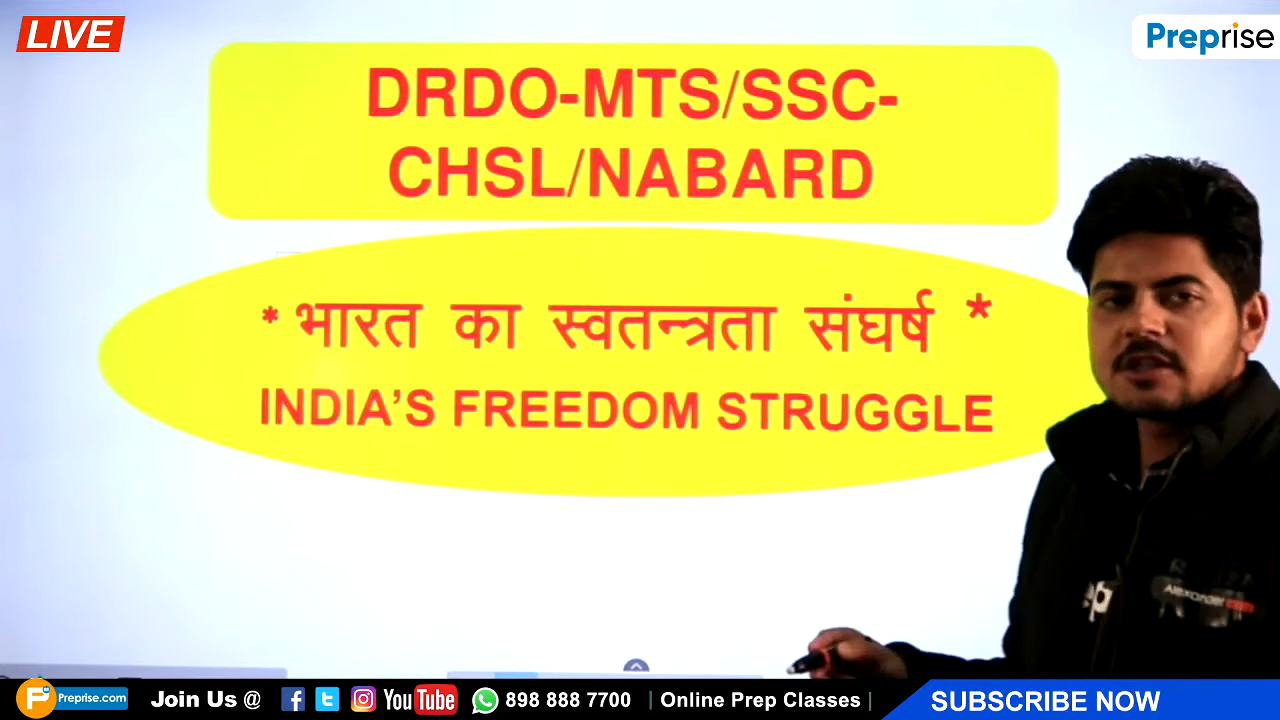 LIVE
Preprise
DRDO-MTS/SSC-
CHSL/NABARD
* भारत का स्वतन्त्रता संघर्ष *
INDIA'S FREEDOM STRUGGLE
Preprise.com
Join Us @
YouTube
898 888 7700
Online Prep Classes
SUBSCRIBE NOW